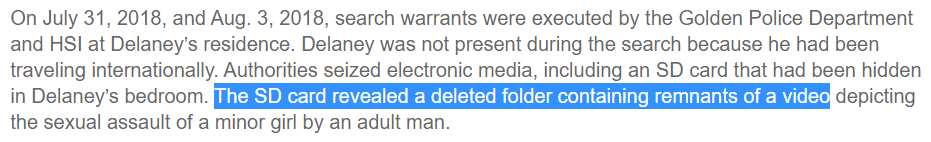 On July 31, 2018, and Aug. 3, 2018, search warrants were executed by the Golden Police Department
and HSI at Delaney’s residence. Delaney was not present during the search because he had been
traveling internationally. Authorities seized electronic media, including an SD card that had been hidden
in Delaney’s bedroom. The SD card revealed a deleted folder containing remnants of a video depicting
the sexual assault of a minor girl by an adult man.